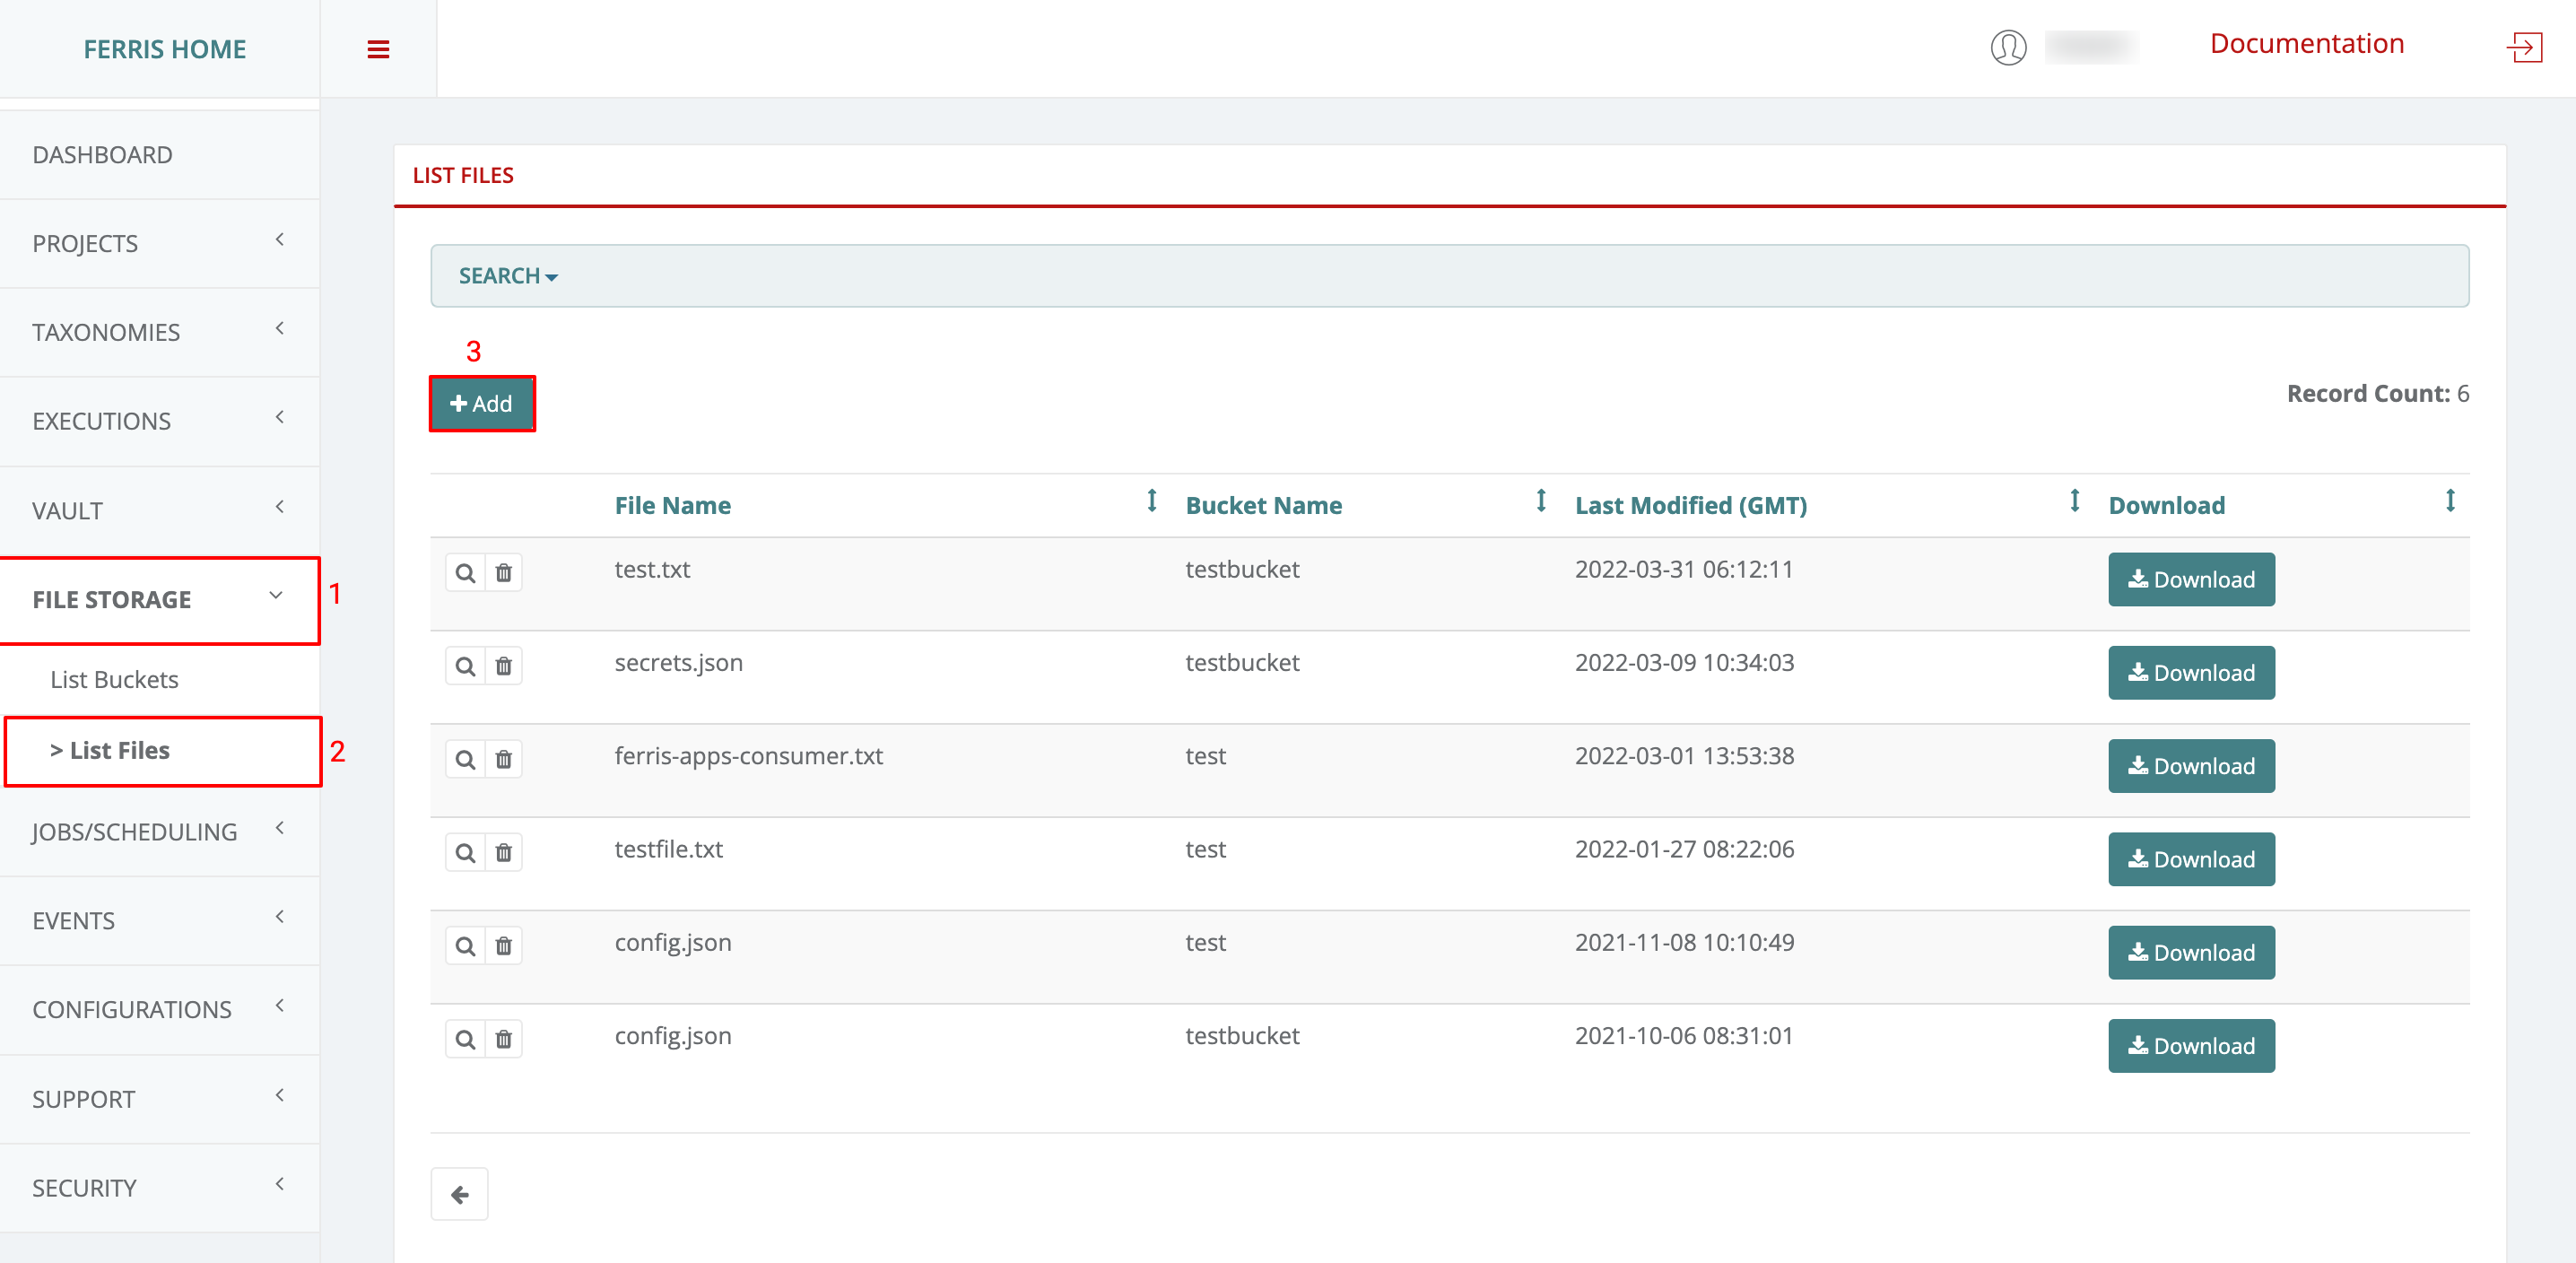 FERRIS HOME
Documentation
DASHBOARD
PROJECTS
TAXONOMIES
EXECUTIONS
VAULT
FILE STORAGE
1
List Buckets
> List Files
2
JOBS/SCHEDULING
EVENTS
CONFIGURATIONS
SUPPORT
SECURITY
LIST FILES
SEARCH
3
+ Add
Record Count: 6
File Name Bucket Name Last Modified (GMT) Download
test.txt testbucket 2022-03-31 06:12:11 Download
secrets.json testbucket 2022-03-09 10:34:03 Download
ferris-apps-consumer.txt test 2022-03-01 13:53:38 Download
testfile.txt test 2022-01-27 08:22:06 Download
config.json test 2021-11-08 10:10:49 Download
config.json testbucket 2021-10-06 08:31:01 Download